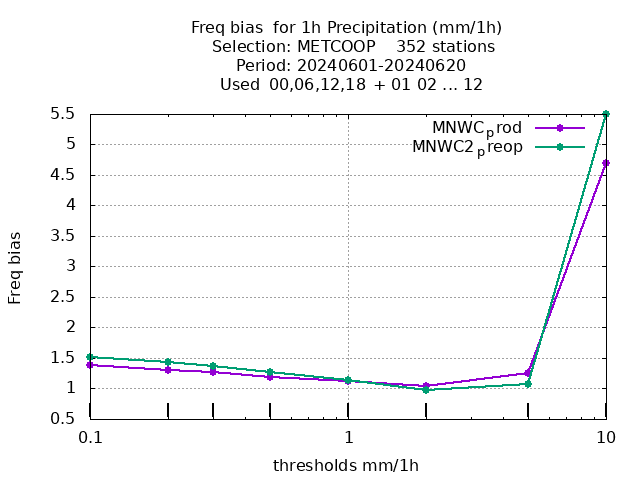 Freq bias  for 1h Precipitation (mm/1h)
Selection: METCOOP    352 stations
Period: 20240601-20240620
Used  00,06,12,18  + 01 02 ... 12
MNWCprod
MNWC2preop
5.5
5
4.5
4
3.5
3
2.5
2
1.5
1
0.5
Freq bias
0.1
1
10
thresholds mm/1h